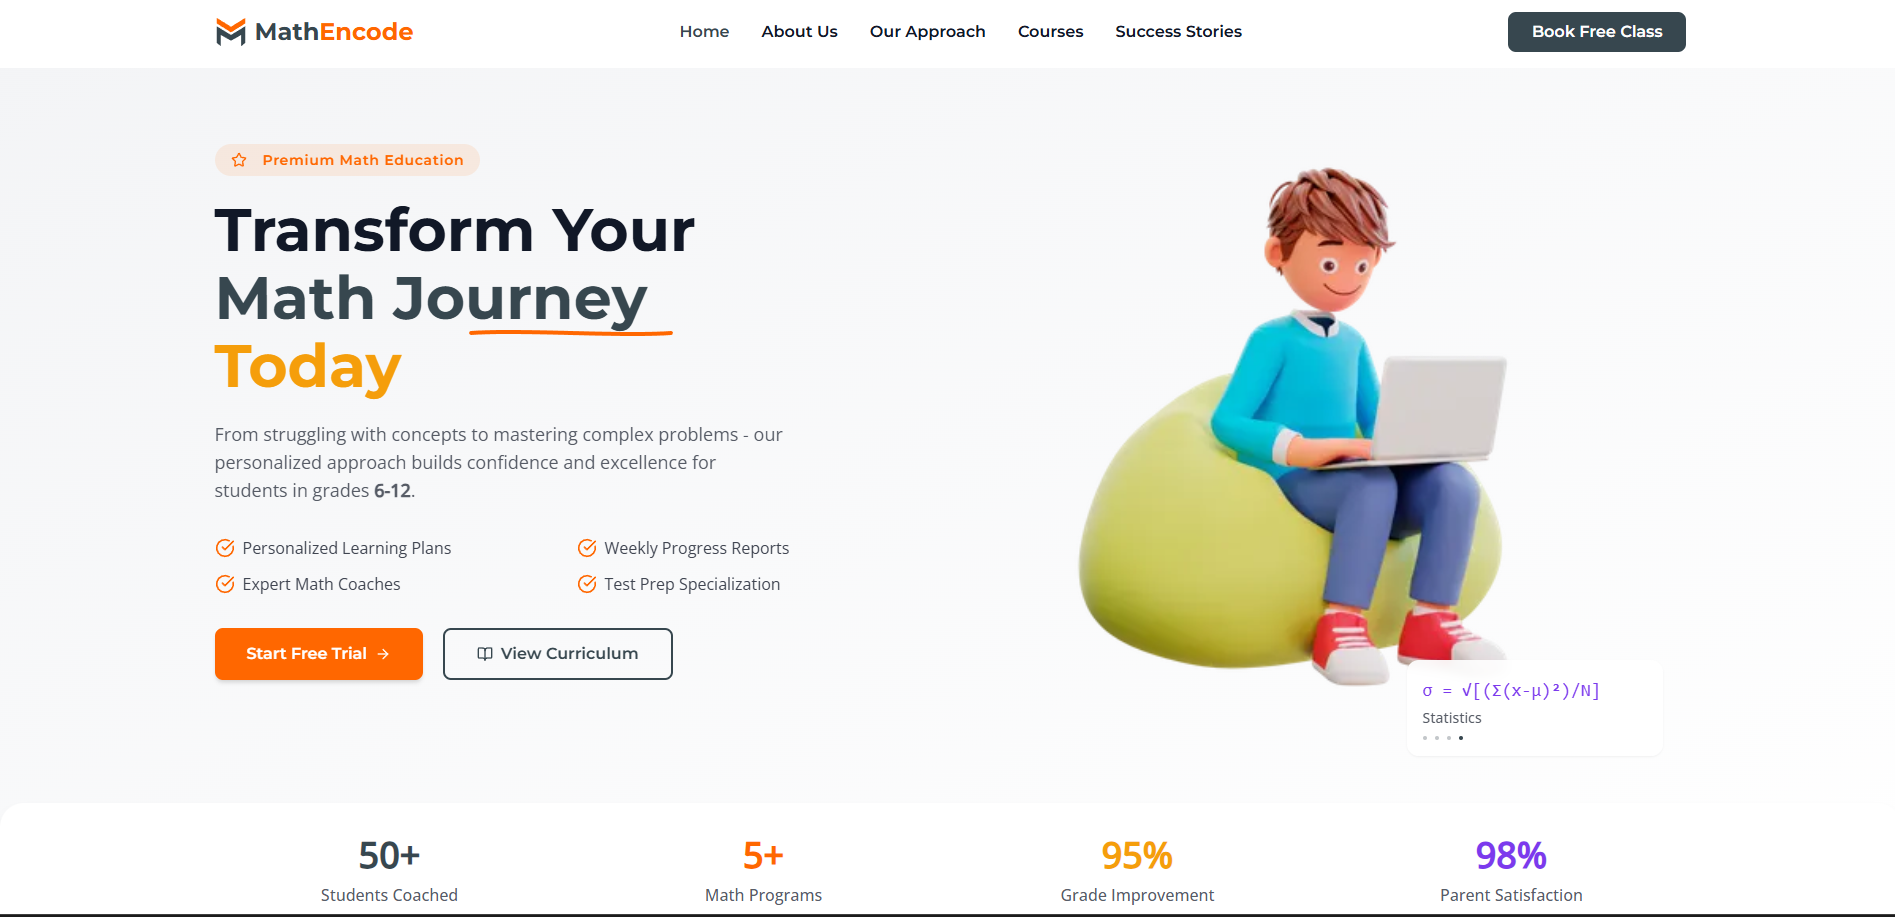 MathEncode
Home
About Us
Our Approach
Courses
Success Stories
Book Free Class
Premium Math Education
Transform Your
Math Journey
Today
From struggling with concepts to mastering complex problems - our
personalized approach builds confidence and excellence for
students in grades 6-12.
Personalized Learning Plans
Weekly Progress Reports
Expert Math Coaches
Test Prep Specialization
Start Free Trial →
View Curriculum
σ = √[(Σ(x-μ)²)/N]
Statistics
50+
Students Coached
5+
Math Programs
95%
Grade Improvement
98%
Parent Satisfaction